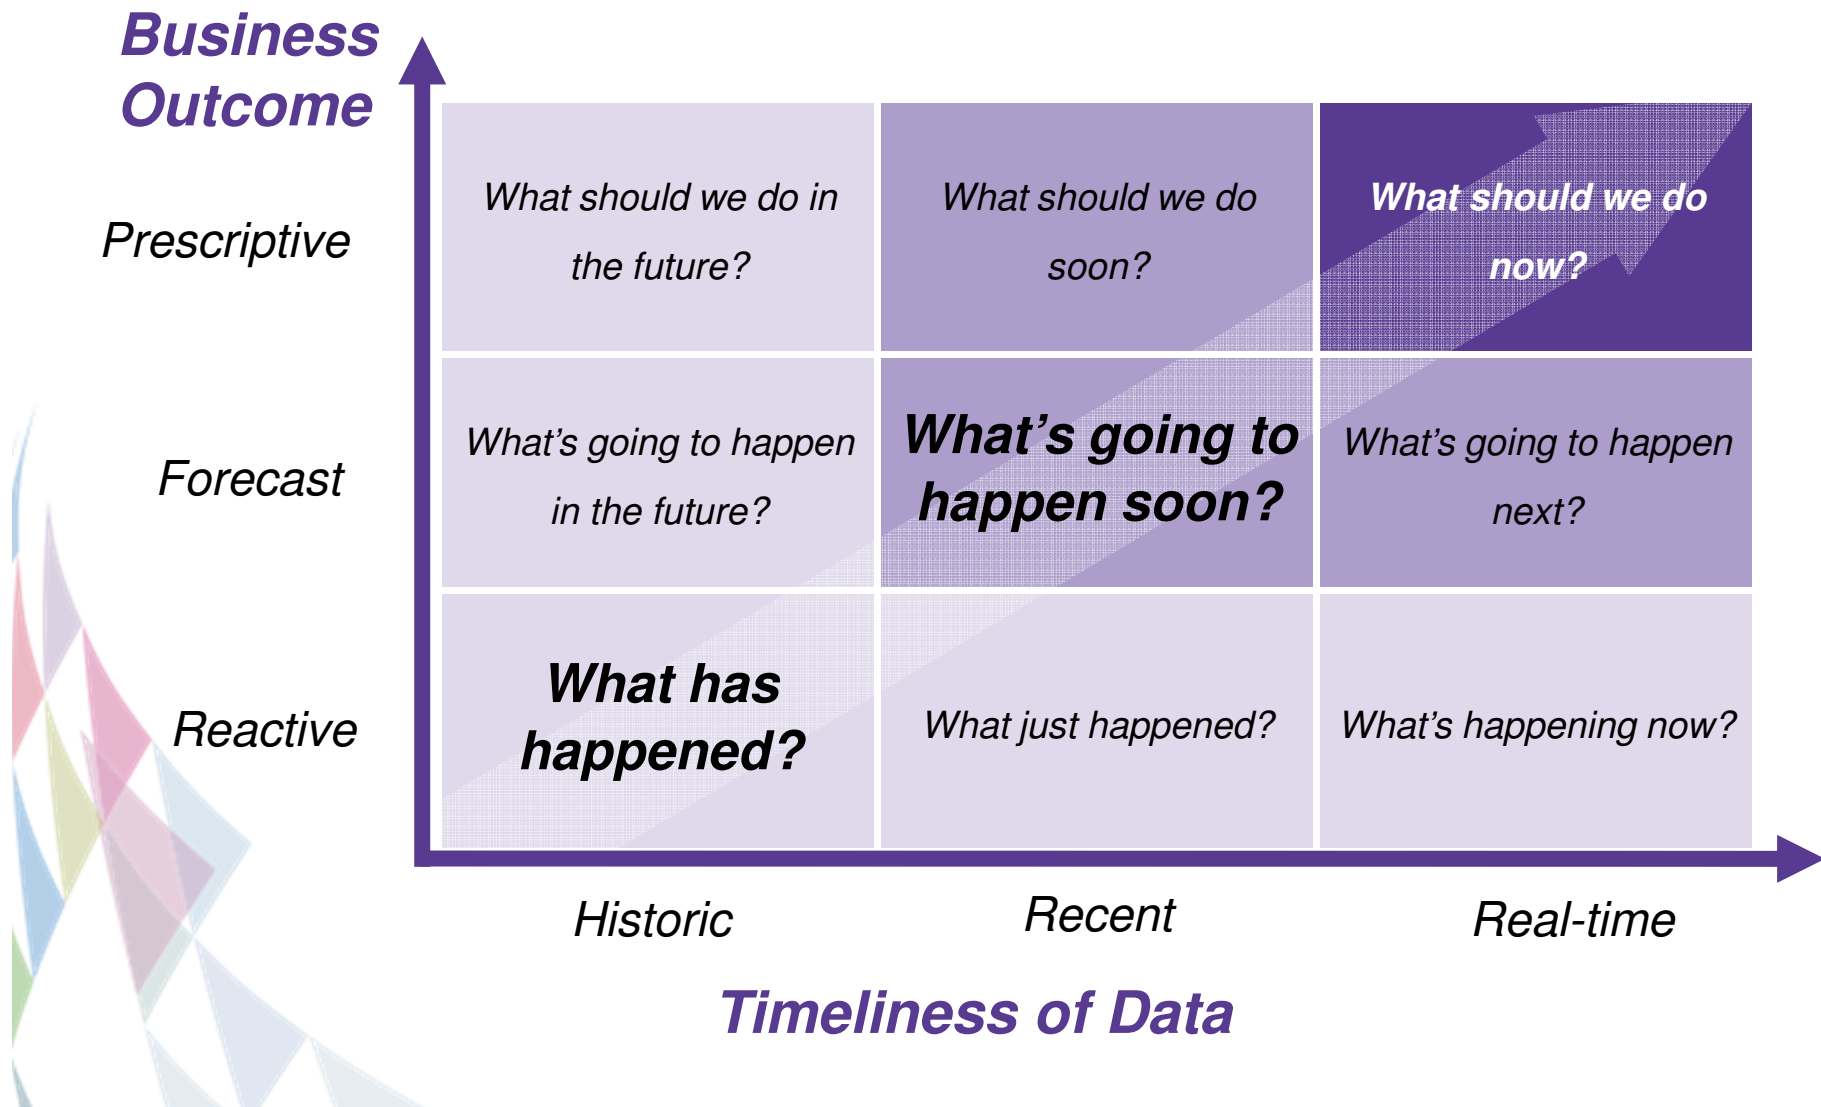 Business
Outcome
Prescriptive
What should we do in
the future?
What should we do
soon?
What should we do
now?
Forecast
What's going to happen
in the future?
What’s going to
happen soon?
What’s going to happen
next?
Reactive
What has
happened?
What just happened?
What’s happening now?
Historic
Recent
Real-time
Timeliness of Data